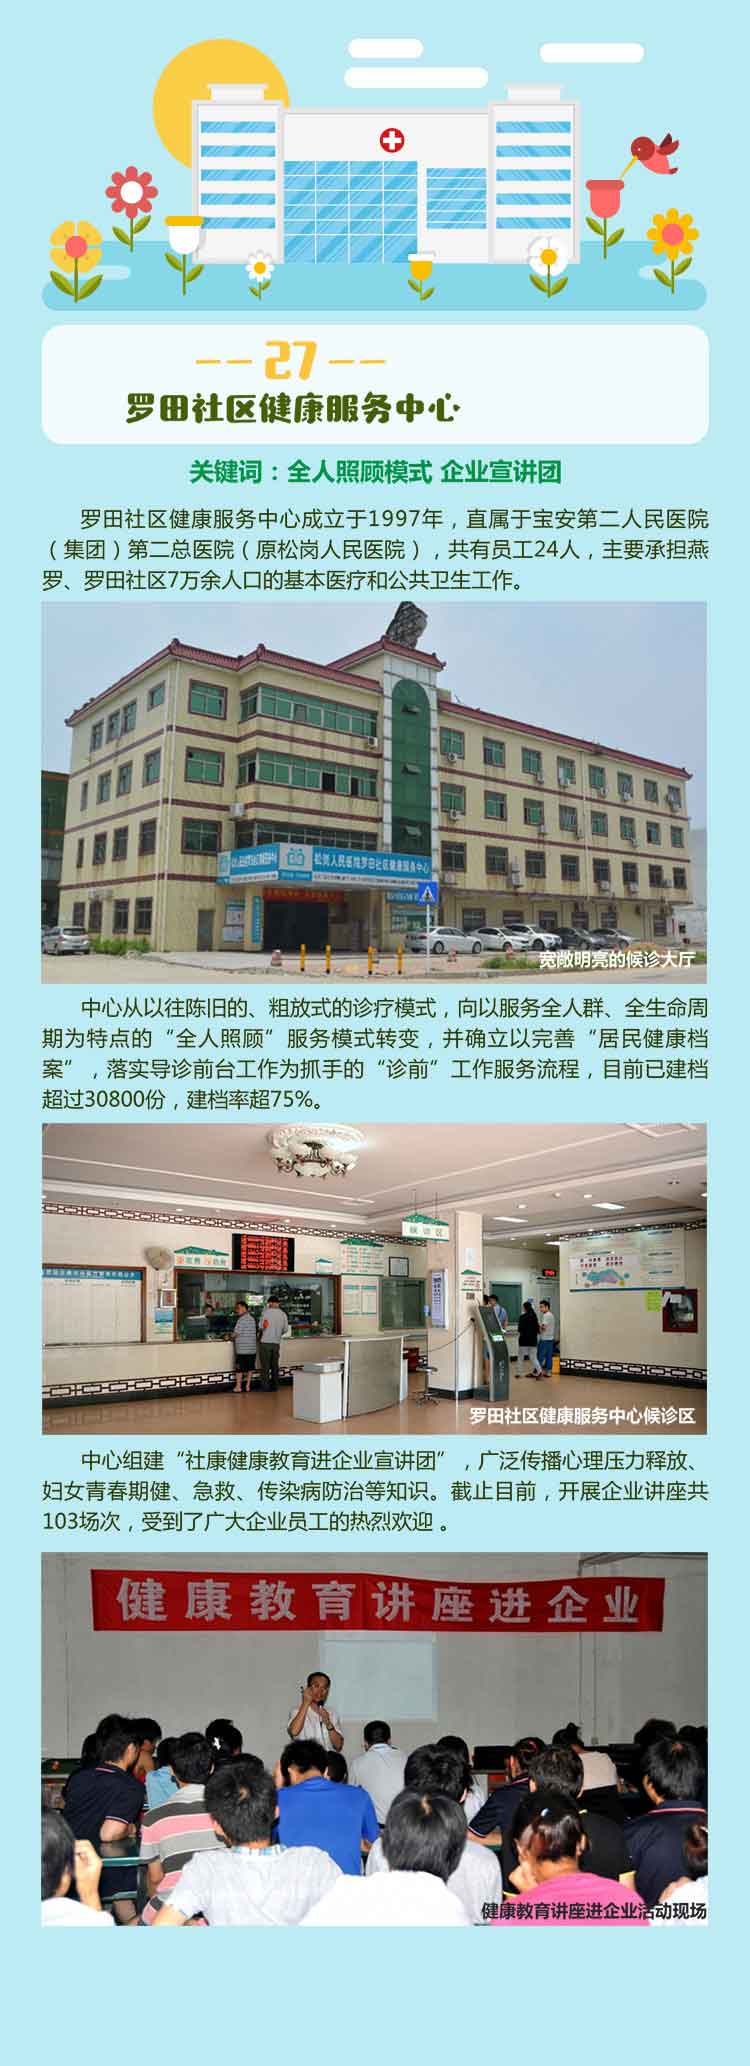 --27--
罗田社区健康服务中心
关键词：全人照顾模式 企业宣讲团
罗田社区健康服务中心成立于1997年，直属于宝安第二人民医院
（集团）第二总医院（原松岗人民医院），共有员工24人，主要承担燕
罗、罗田社区7万余人口的基本医疗和公共卫生工作。
松岗人民医院罗田社区健康服务中心
宽敞明亮的候诊大厅
中心从以往陈旧的、粗放式的诊疗模式，向以服务全人群、全生命周
期为特点的“全人照顾”服务模式转变，并确立以完善“居民健康档
案”，落实导诊前台工作为抓手的“诊前”工作服务流程，目前已建档
超过30800份，建档率超75%。
候诊区
罗田社区健康服务中心候诊区
中心组建“社康健康教育进企业宣讲团”，广泛传播心理压力释放、
妇女青春期健、急救、传染病防治等知识。截止目前，开展企业讲座共
103场次，受到了广大企业员工的热烈欢迎 。
健康教育讲座进企业
健康教育讲座进企业活动现场